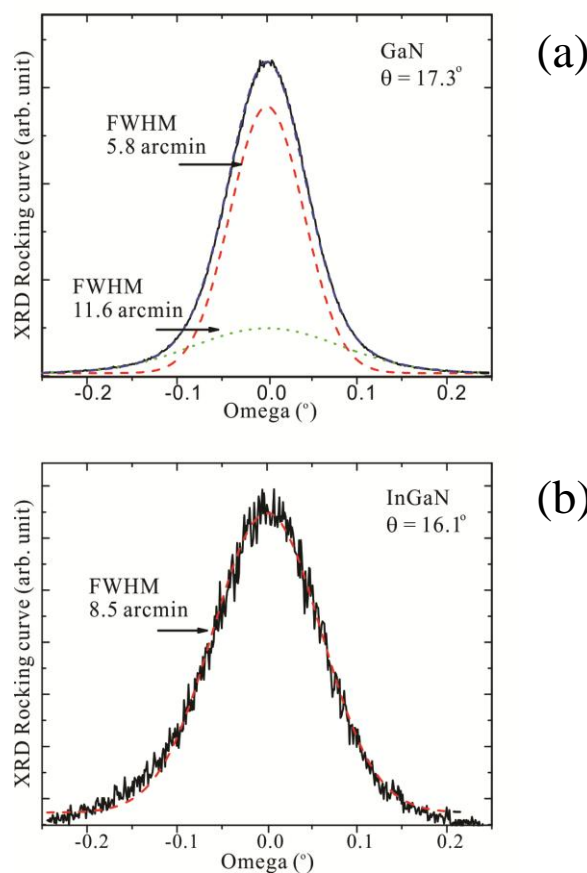 (a)
GaN
θ = 17.3°
FWHM
5.8 arcmin
FWHM
11.6 arcmin
XRD Rocking curve (arb. unit)
-0.2 -0.1 0.0 0.1 0.2
Omega (°)
(b)
InGaN
θ = 16.1°
FWHM
8.5 arcmin
XRD Rocking curve (arb. unit)
-0.2 -0.1 0.0 0.1 0.2
Omega (°)